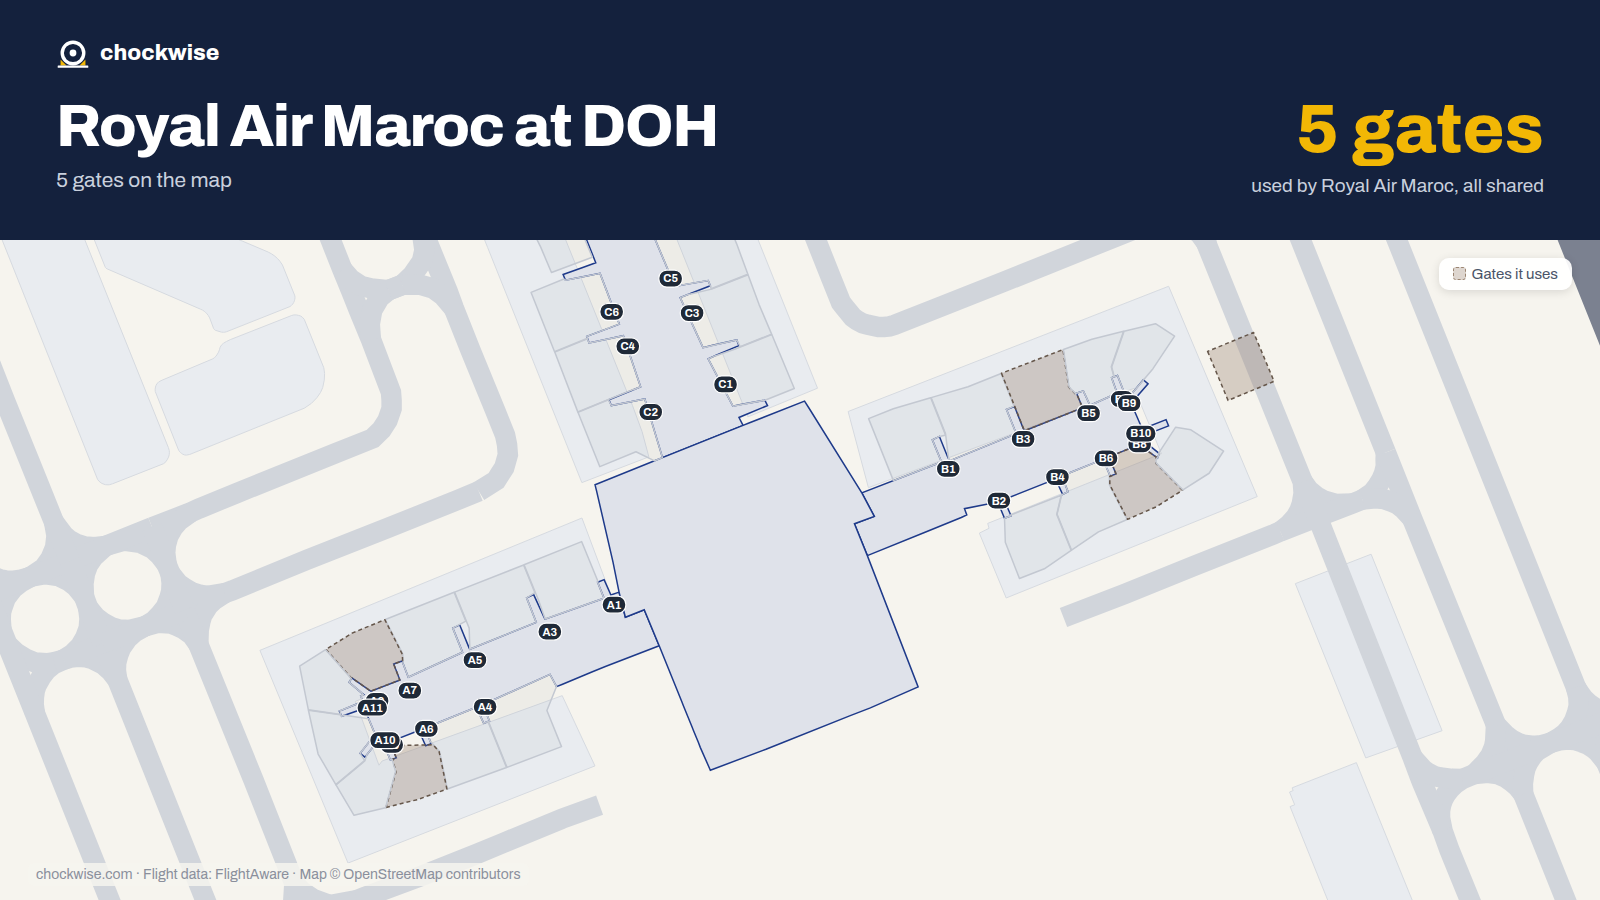 chockwise
Royal Air Maroc at DOH
5 gates on the map
5 gates
used by Royal Air Maroc, all shared
Gates it uses
C5
C6
C3
C4
C1
C2
B9
B5
B10
B8
B3
B6
B1
B4
B2
A1
A3
A5
A7
A11
A4
A6
A10
chockwise.com · Flight data: FlightAware · Map © OpenStreetMap contributors